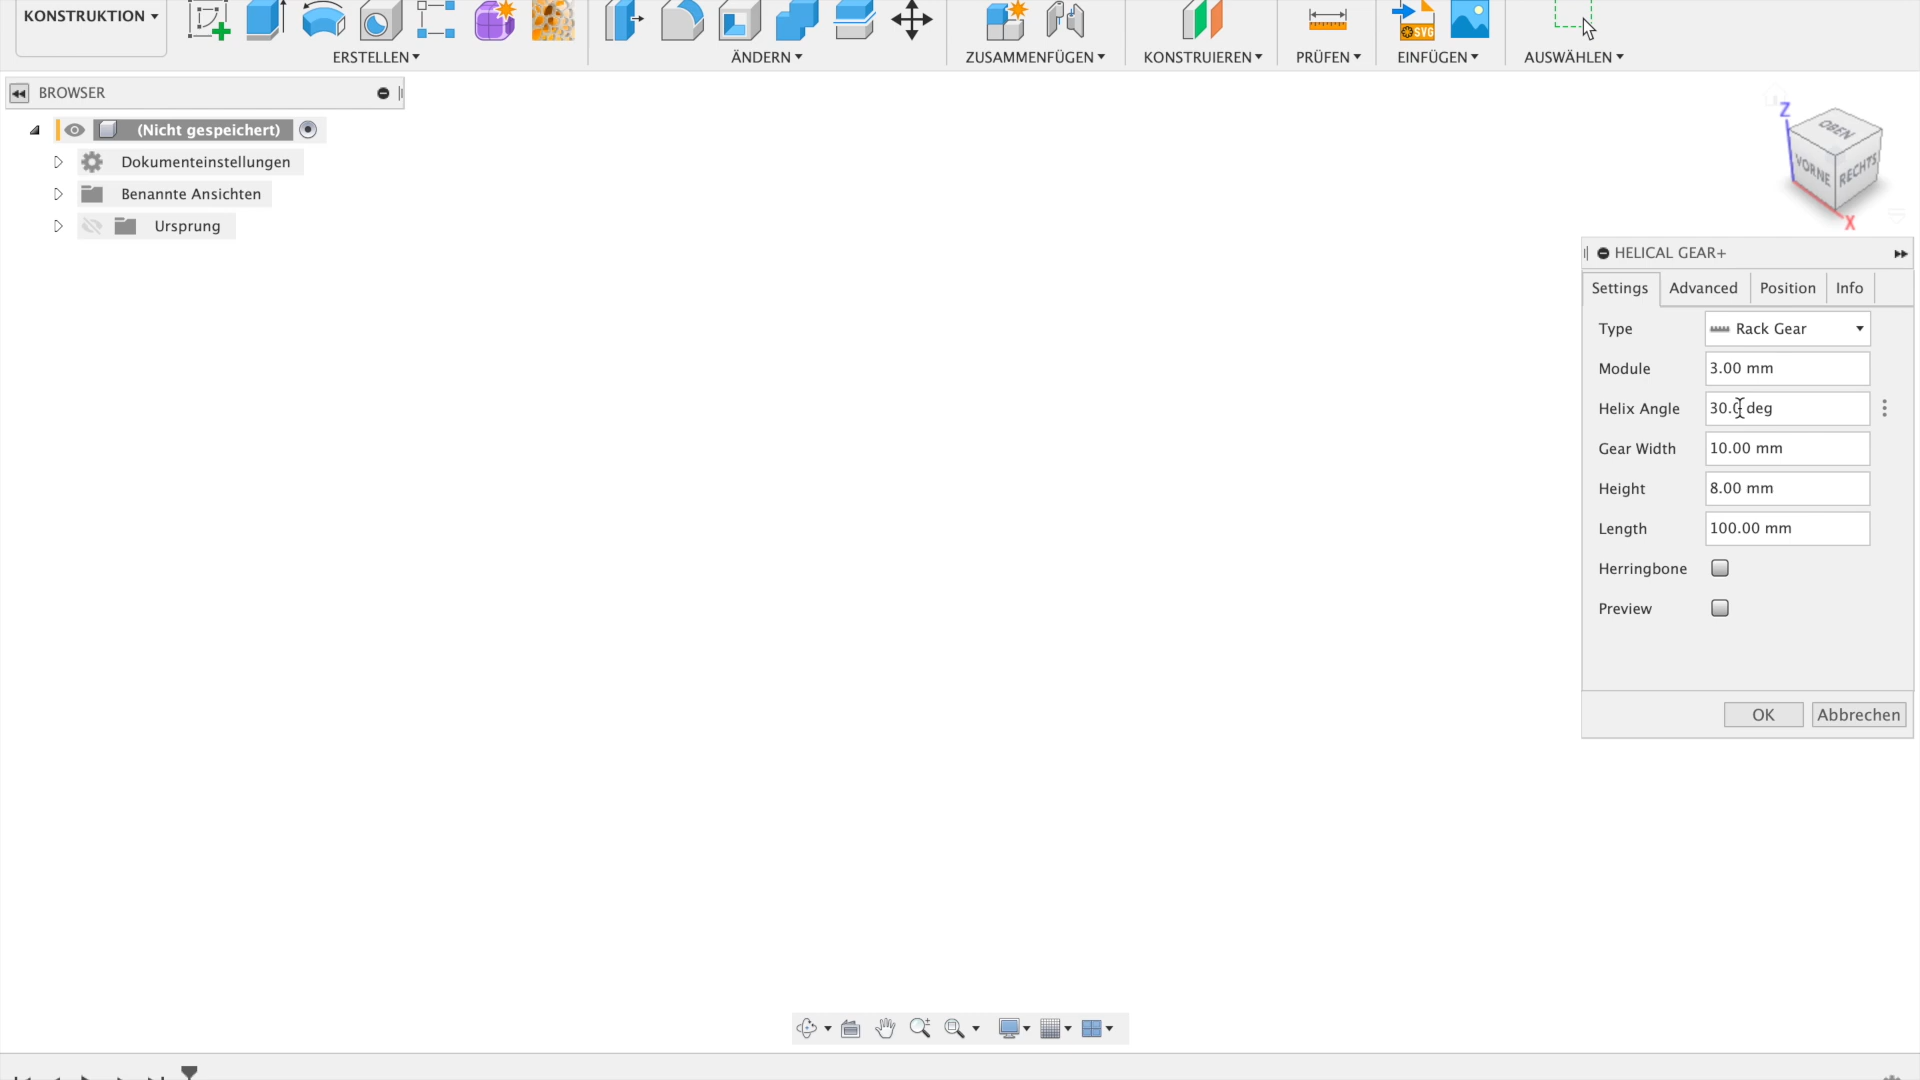 KONSTRUKTION
SVG
ERSTELLEN
ÄNDERN
ZUSAMMENFÜGEN
KONSTRUIEREN
PRÜFEN
EINFÜGEN
AUSWÄHLEN
BROWSER
(Nicht gespeichert)
Dokumenteinstellungen
Benannte Ansichten
Ursprung
Z
OBEN
VORNE
RECHTS
X
HELICAL GEAR+
Settings Advanced Position Info
Type Rack Gear
Module 3.00 mm
Helix Angle 30.0 deg
Gear Width 10.00 mm
Height 8.00 mm
Length 100.00 mm
Herringbone
Preview
OK Abbrechen